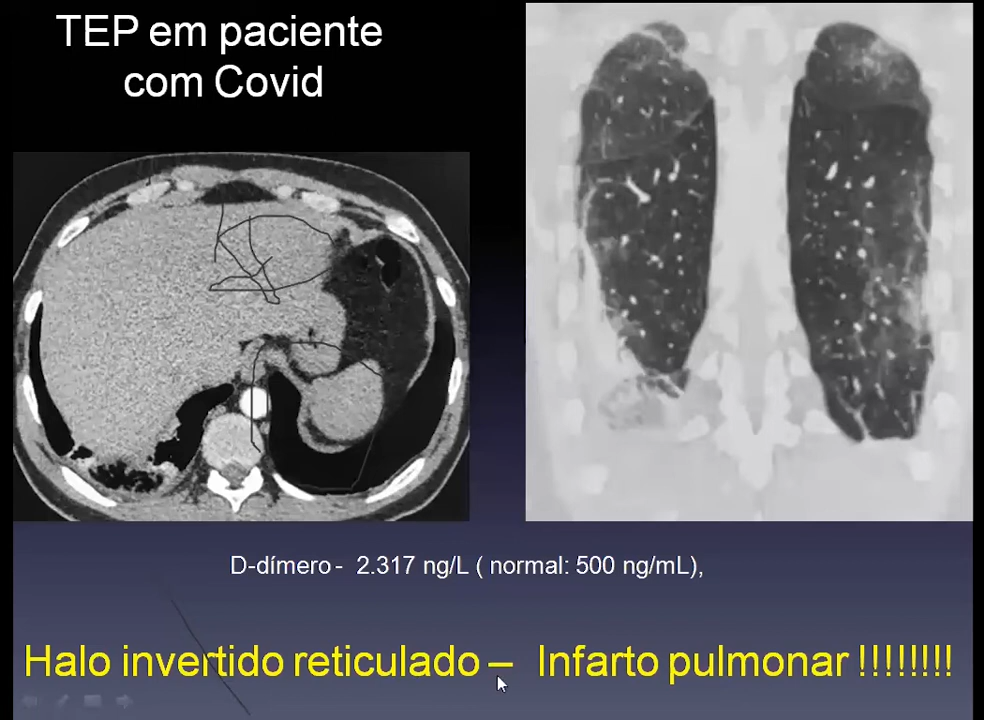 TEP em paciente
com Covid
D-dímero - 2.317 ng/L ( normal: 500 ng/mL),
Halo invertido reticulado – Infarto pulmonar !!!!!!!!